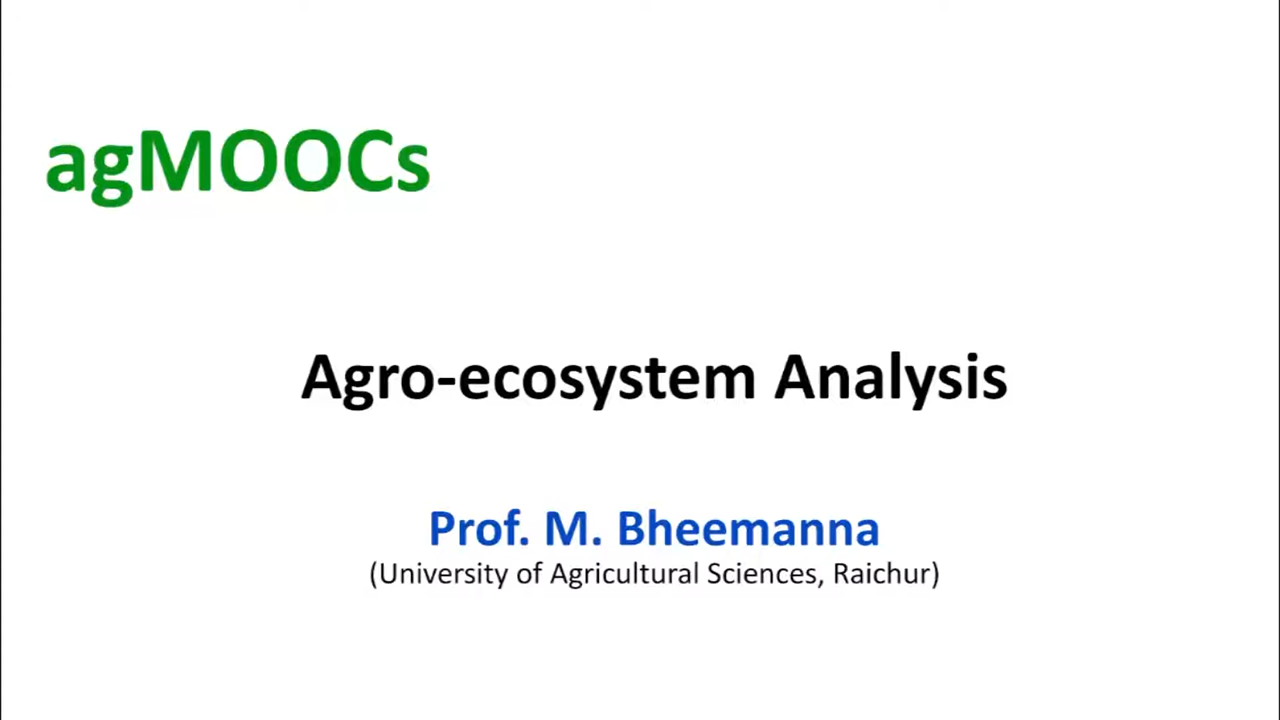 agMOOCs
Agro-ecosystem Analysis
Prof. M. Bheemanna
(University of Agricultural Sciences, Raichur)